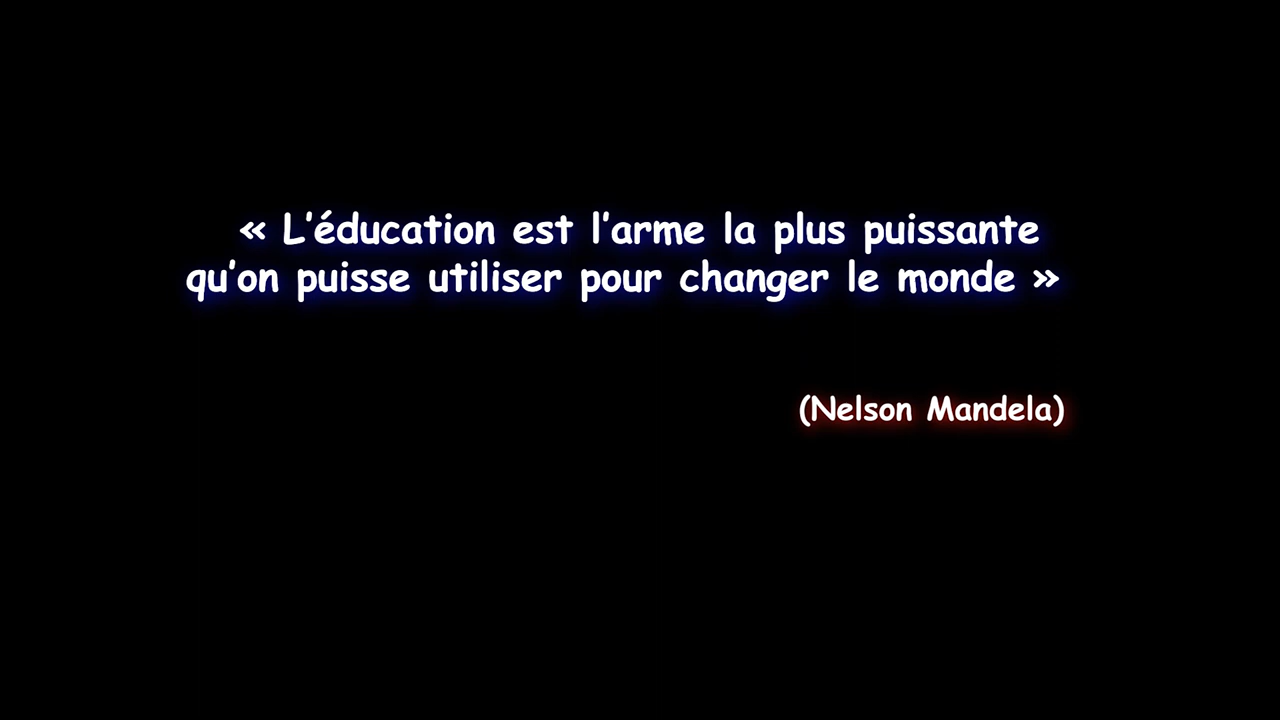 « L’éducation est l’arme la plus puissante
qu’on puisse utiliser pour changer le monde »
(Nelson Mandela)